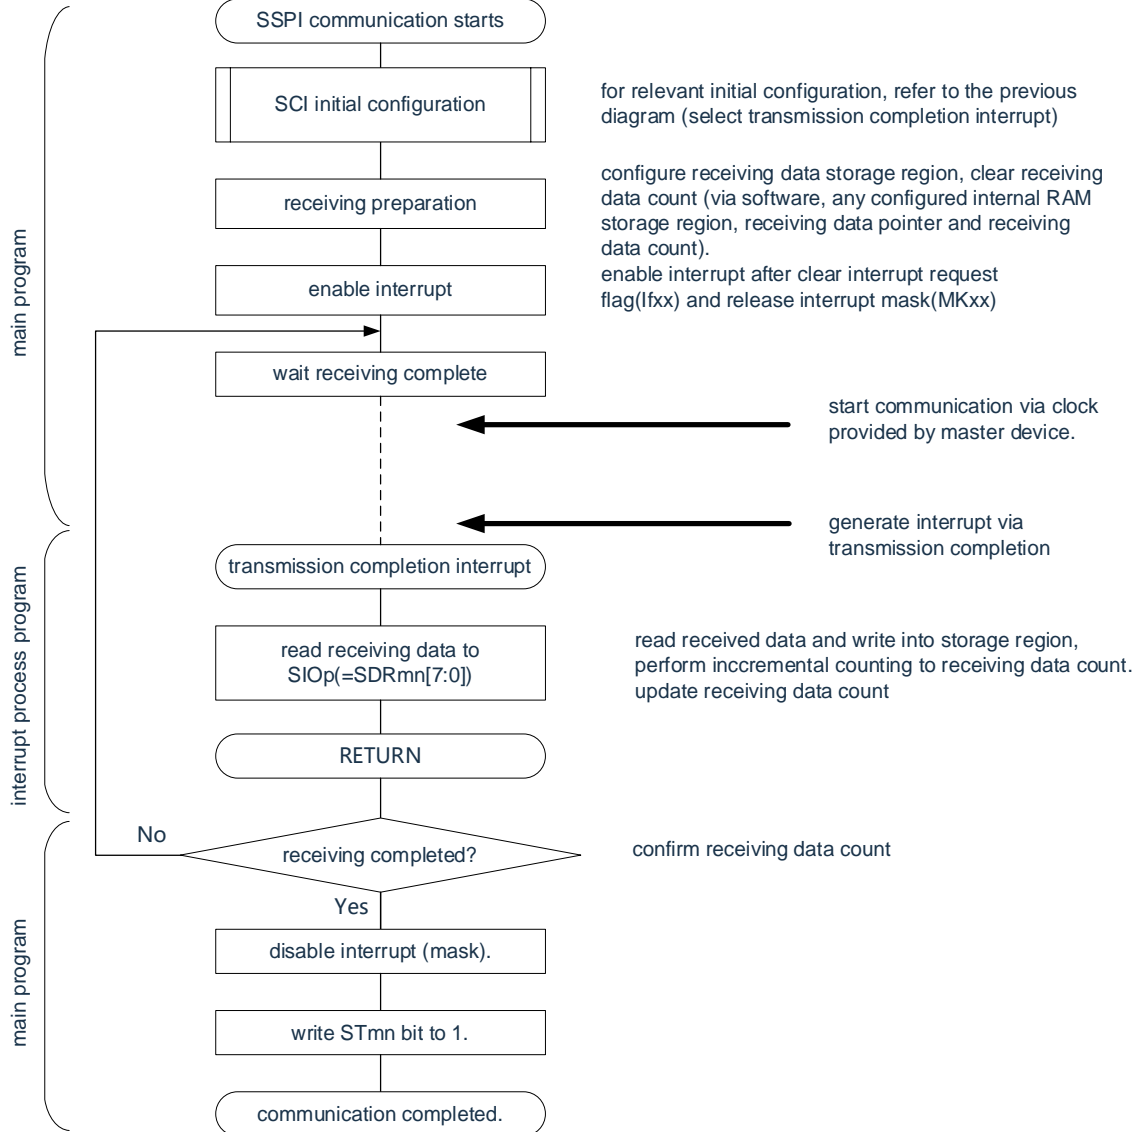 SSPI communication starts
SCI initial configuration
for relevant initial configuration, refer to the previous
diagram (select transmission completion interrupt)
receiving preparation
configure receiving data storage region, clear receiving
data count (via software, any configured internal RAM
storage region, receiving data pointer and receiving
data count).
enable interrupt
enable interrupt after clear interrupt request
flag(Ifxx) and release interrupt mask(MKxx)
main program
wait receiving complete
start communication via clock
provided by master device.
generate interrupt via
transmission completion
transmission completion interrupt
interrupt process program
read receiving data to
SIOp(=SDRmn[7:0])
read received data and write into storage region,
perform inccremental counting to receiving data count.
update receiving data count
RETURN
No
receiving completed?
confirm receiving data count
Yes
main program
disable interrupt (mask).
write STmn bit to 1.
communication completed.